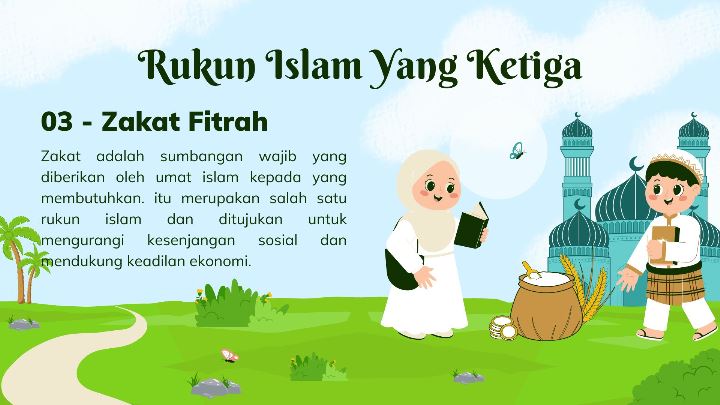 Rukun Islam Yang Ketiga
03 - Zakat Fitrah
Zakat adalah sumbangan wajib yang
diberikan oleh umat islam kepada yang
membutuhkan. itu merupakan salah satu
rukun islam dan ditujukan untuk
mengurangi kesenjangan sosial dan
mendukung keadilan ekonomi.